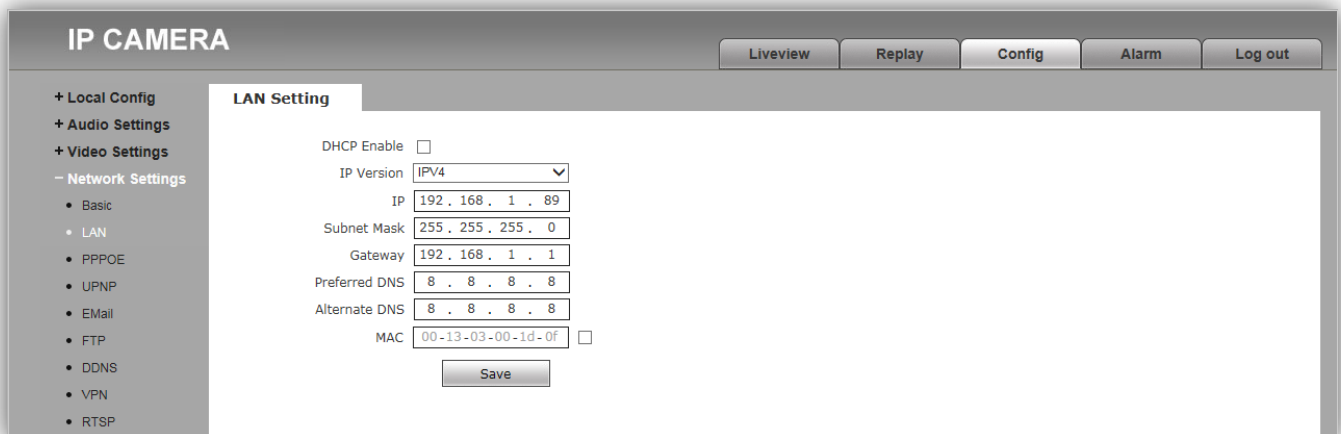 IP CAMERA
Liveview Replay Config Alarm Log out
+ Local Config
+ Audio Settings
+ Video Settings
− Network Settings
• Basic
• LAN
• PPPOE
• UPNP
• EMail
• FTP
• DDNS
• VPN
• RTSP
LAN Setting
DHCP Enable
IP Version IPV4
IP 192 . 168 . 1 . 89
Subnet Mask 255 . 255 . 255 . 0
Gateway 192 . 168 . 1 . 1
Preferred DNS 8 . 8 . 8 . 8
Alternate DNS 8 . 8 . 8 . 8
MAC 00-13-03-00-1d-0f
Save